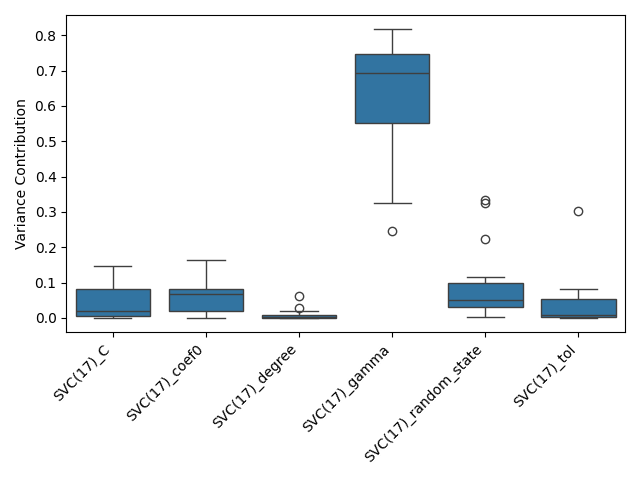 Variance Contribution
0.8
0.7
0.6
0.5
0.4
0.3
0.2
0.1
0.0
SVC(17)_C
SVC(17)_coef0
SVC(17)_degree
SVC(17)_gamma
SVC(17)_random_state
SVC(17)_tol